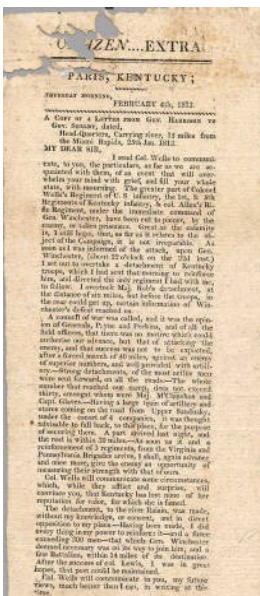 ZEN....EXTRA
PARIS, KENTUCKY;
THURSDAY MORNING,
FEBRUARY 4th, 1813
A COPY OF A LETTER FROM GEN. HARRISON TO
GOV. SHELBY, dated,
Head-Quarters, Carrying river, 12 miles from
the Miami Rapids, 25th Jan. 1813.
MY DEAR SIR,
I send Col. Wells to communi-
cate, to you, the particulars, as far as we are ac-
quainted with them, of an event that will over-
whelm your mind with grief, and fill your whole
state, with mourning. The greater part of Colonel
Wells's Regiment of U. S infantry, the 1st, & 5th
Regiments of Kentucky infantry, & col. Allen's Ri-
fle Regiment, under the immediate command of
Gen. Winchester, have been cut to pieces, by the
enemy, or taken prisoners. Great as the calamity
is, I still hope, that, as far as it relates to the ob-
ject of the Campaign, it is not irreparable. As
soon as I was informed of the attack, upon Gen.
Winchester, (about 12 o'clock on the 22d inst.)
I set out to overtake a detachment of Kentucky
troops, which I had sent that morning to reinforce
him, and directed the only regiment I had with me,
to follow. I overtook Maj. Rob's detachment, at
the distance of six miles, but before the troops, in
the rear could get up, certain information of Win-
chester's defeat reached us
A council of war was called, and it was the opin-
ion of Generals, Payne and Perkins, and of all the
field officers, that there was no motive which could
authorise our advance, but that of attacking the
enemy, and that success was not to be expected,
after a forced march of 40 miles, against an enemy
of superior numbers, and well provided with artil-
lery.—Strong detachments, of the most active men
were sent forward, on all the roads—The whole
number that reached our camp, does not exceed
thirty, amongst whom were Maj. M'Clanahan and
Capt. Glaves—Having a large train of artillery and
stores coming on the road from Upper Sandusky,
under the escort of 4 companies, it was thought
advisable to fall back, to this place, for the purpose
of securing them. A part arrived last night, and
the rest is within 30 miles.—As soon as it and a
reinforcement of 3 regiments, from the Virginia and
Pennsylvania Brigades arrive, I shall, again advance
and once more, give the enemy an opportunity of
measuring their strength with that of ours.
Col. Wells will communicate some circumstances,
which, while they afflict and surprise, will
convince you, that Kentucky has lost none of her
reputation for valor, for which she is famed.
The detachment, to the river Raisin, was made,
without my knowledge, or consent, and in direct
opposition to my plans—Having been made, I did
every thing in my power to reinforce it—and a force
exceeding 300 men—that which Gen. Winchester
deemed necessary was on its way to join him, and a
few Battalion, within 14 miles of its destination.
After the success of col. Lewis, I was in great
hopes, that post could be maintained.
Col. Wells will communicate to you, my future
views, much better than I can, in writing at this
time.